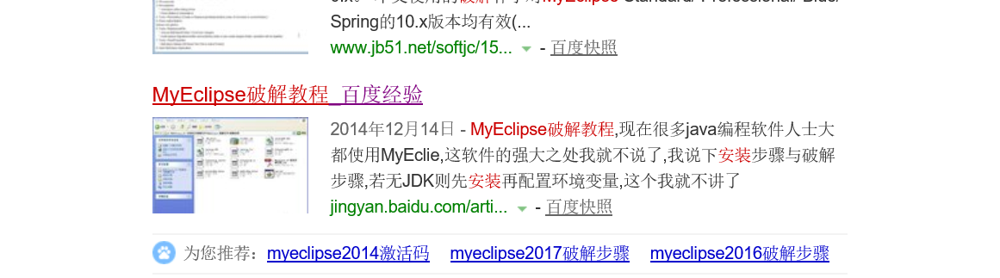 Spring的10.x版本均有效(...
www.jb51.net/softjc/15... - 百度快照
MyEclipse破解教程_百度经验
2014年12月14日 - MyEclipse破解教程,现在很多java编程软件人士大
都使用MyEclie,这软件的强大之处我就不说了,我说下安装步骤与破解
步骤,若无JDK则先安装再配置环境变量,这个我就不讲了
jingyan.baidu.com/arti... - 百度快照
为您推荐： myeclipse2014激活码 myeclipse2017破解步骤 myeclipse2016破解步骤